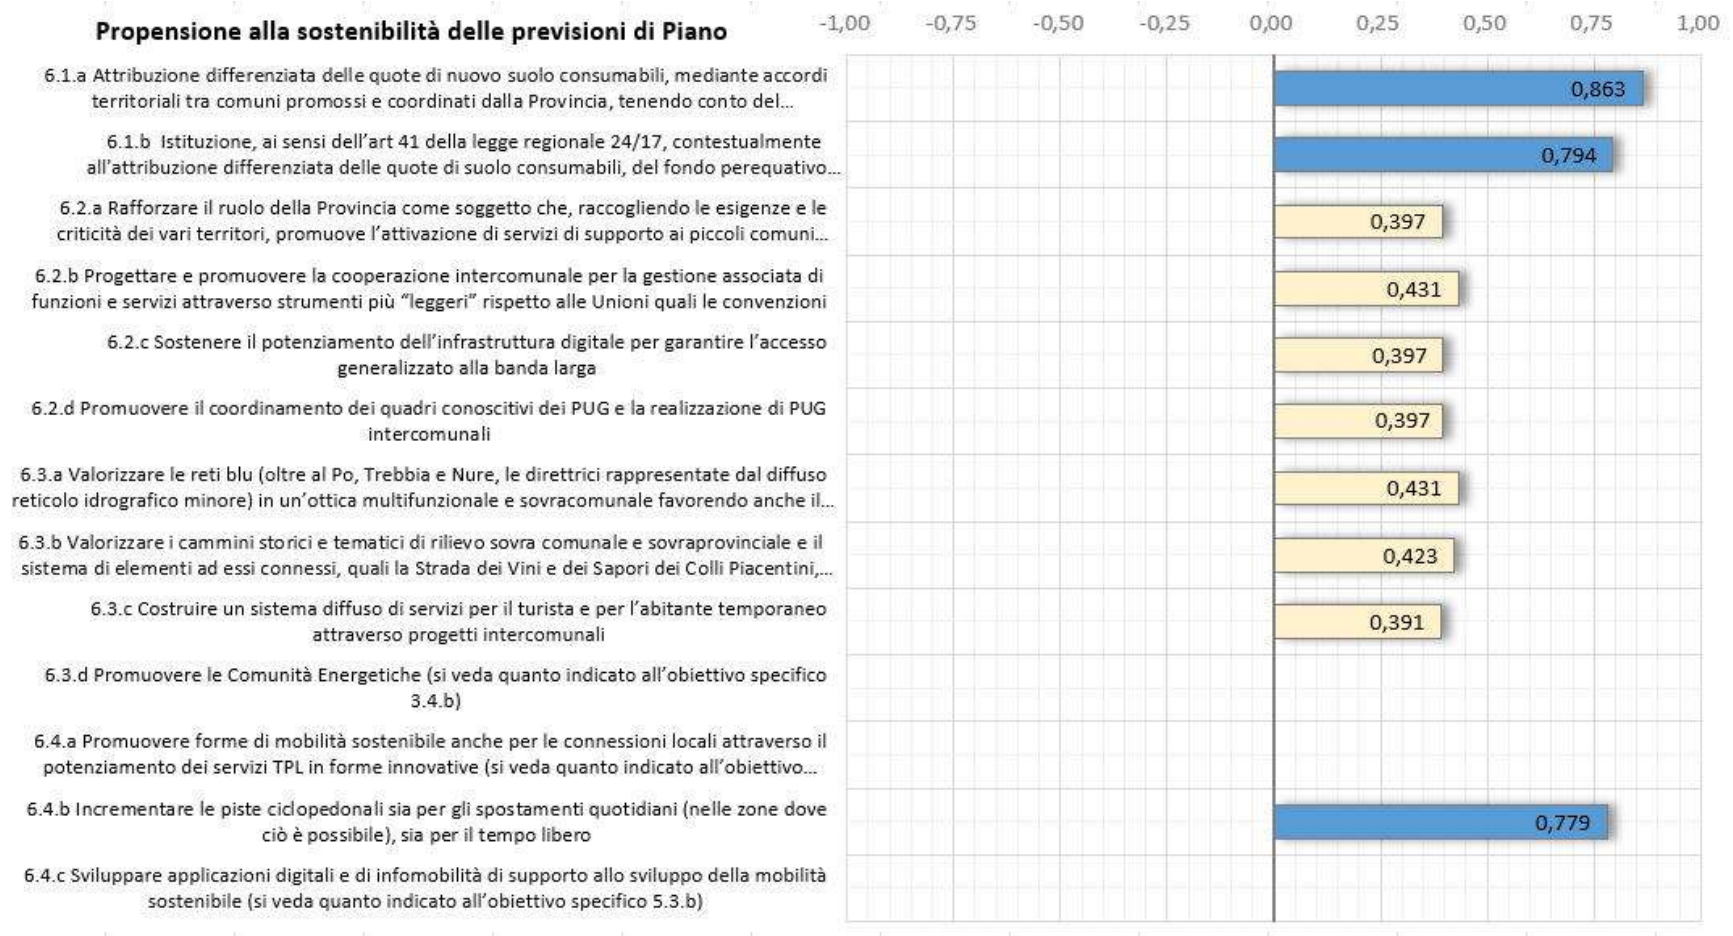 Propensione alla sostenibilità delle previsioni di Piano
-1,00 -0,75 -0,50 -0,25 0,00 0,25 0,50 0,75 1,00
6.1.a Attribuzione differenziata delle quote di nuovo suolo consumabili, mediante accordi
territoriali tra comuni promossi e coordinati dalla Provincia, tenendo conto del...
0,863
6.1.b Istituzione, ai sensi dell'art 41 della legge regionale 24/17, contestualmente
all'attribuzione differenziata delle quote di suolo consumabili, del fondo perequativo...
0,794
6.2.a Rafforzare il ruolo della Provincia come soggetto che, raccogliendo le esigenze e le
criticità dei vari territori, promuove l'attivazione di servizi di supporto ai piccoli comuni...
0,397
6.2.b Progettare e promuovere la cooperazione intercomunale per la gestione associata di
funzioni e servizi attraverso strumenti più “leggeri” rispetto alle Unioni quali le convenzioni
0,431
6.2.c Sostenere il potenziamento dell'infrastruttura digitale per garantire l'accesso
generalizzato alla banda larga
0,397
6.2.d Promuovere il coordinamento dei quadri conoscitivi dei PUG e la realizzazione di PUG
intercomunali
0,397
6.3.a Valorizzare le reti blu (oltre al Po, Trebbia e Nure, le direttrici rappresentate dal diffuso
reticolo idrografico minore) in un'ottica multifunzionale e sovracomunale favorendo anche il...
0,431
6.3.b Valorizzare i cammini storici e tematici di rilievo sovra comunale e sovraprovinciale e il
sistema di elementi ad essi connessi, quali la Strada dei Vini e dei Sapori dei Colli Piacentini,...
0,423
6.3.c Costruire un sistema diffuso di servizi per il turista e per l'abitante temporaneo
attraverso progetti intercomunali
0,391
6.3.d Promuovere le Comunità Energetiche (si veda quanto indicato all'obiettivo specifico
3.4.b)
6.4.a Promuovere forme di mobilità sostenibile anche per le connessioni locali attraverso il
potenziamento dei servizi TPL in forme innovative (si veda quanto indicato all'obiettivo...
6.4.b Incrementare le piste ciclopedonali sia per gli spostamenti quotidiani (nelle zone dove
ciò è possibile), sia per il tempo libero
0,779
6.4.c Sviluppare applicazioni digitali e di infomobilità di supporto allo sviluppo della mobilità
sostenibile (si veda quanto indicato all'obiettivo specifico 5.3.b)